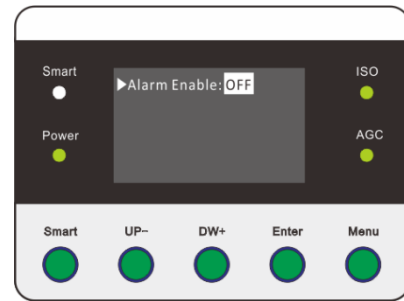 Smart
ISO
▶Alarm Enable: OFF
Power
AGC
Smart UP– DW+ Enter Menu